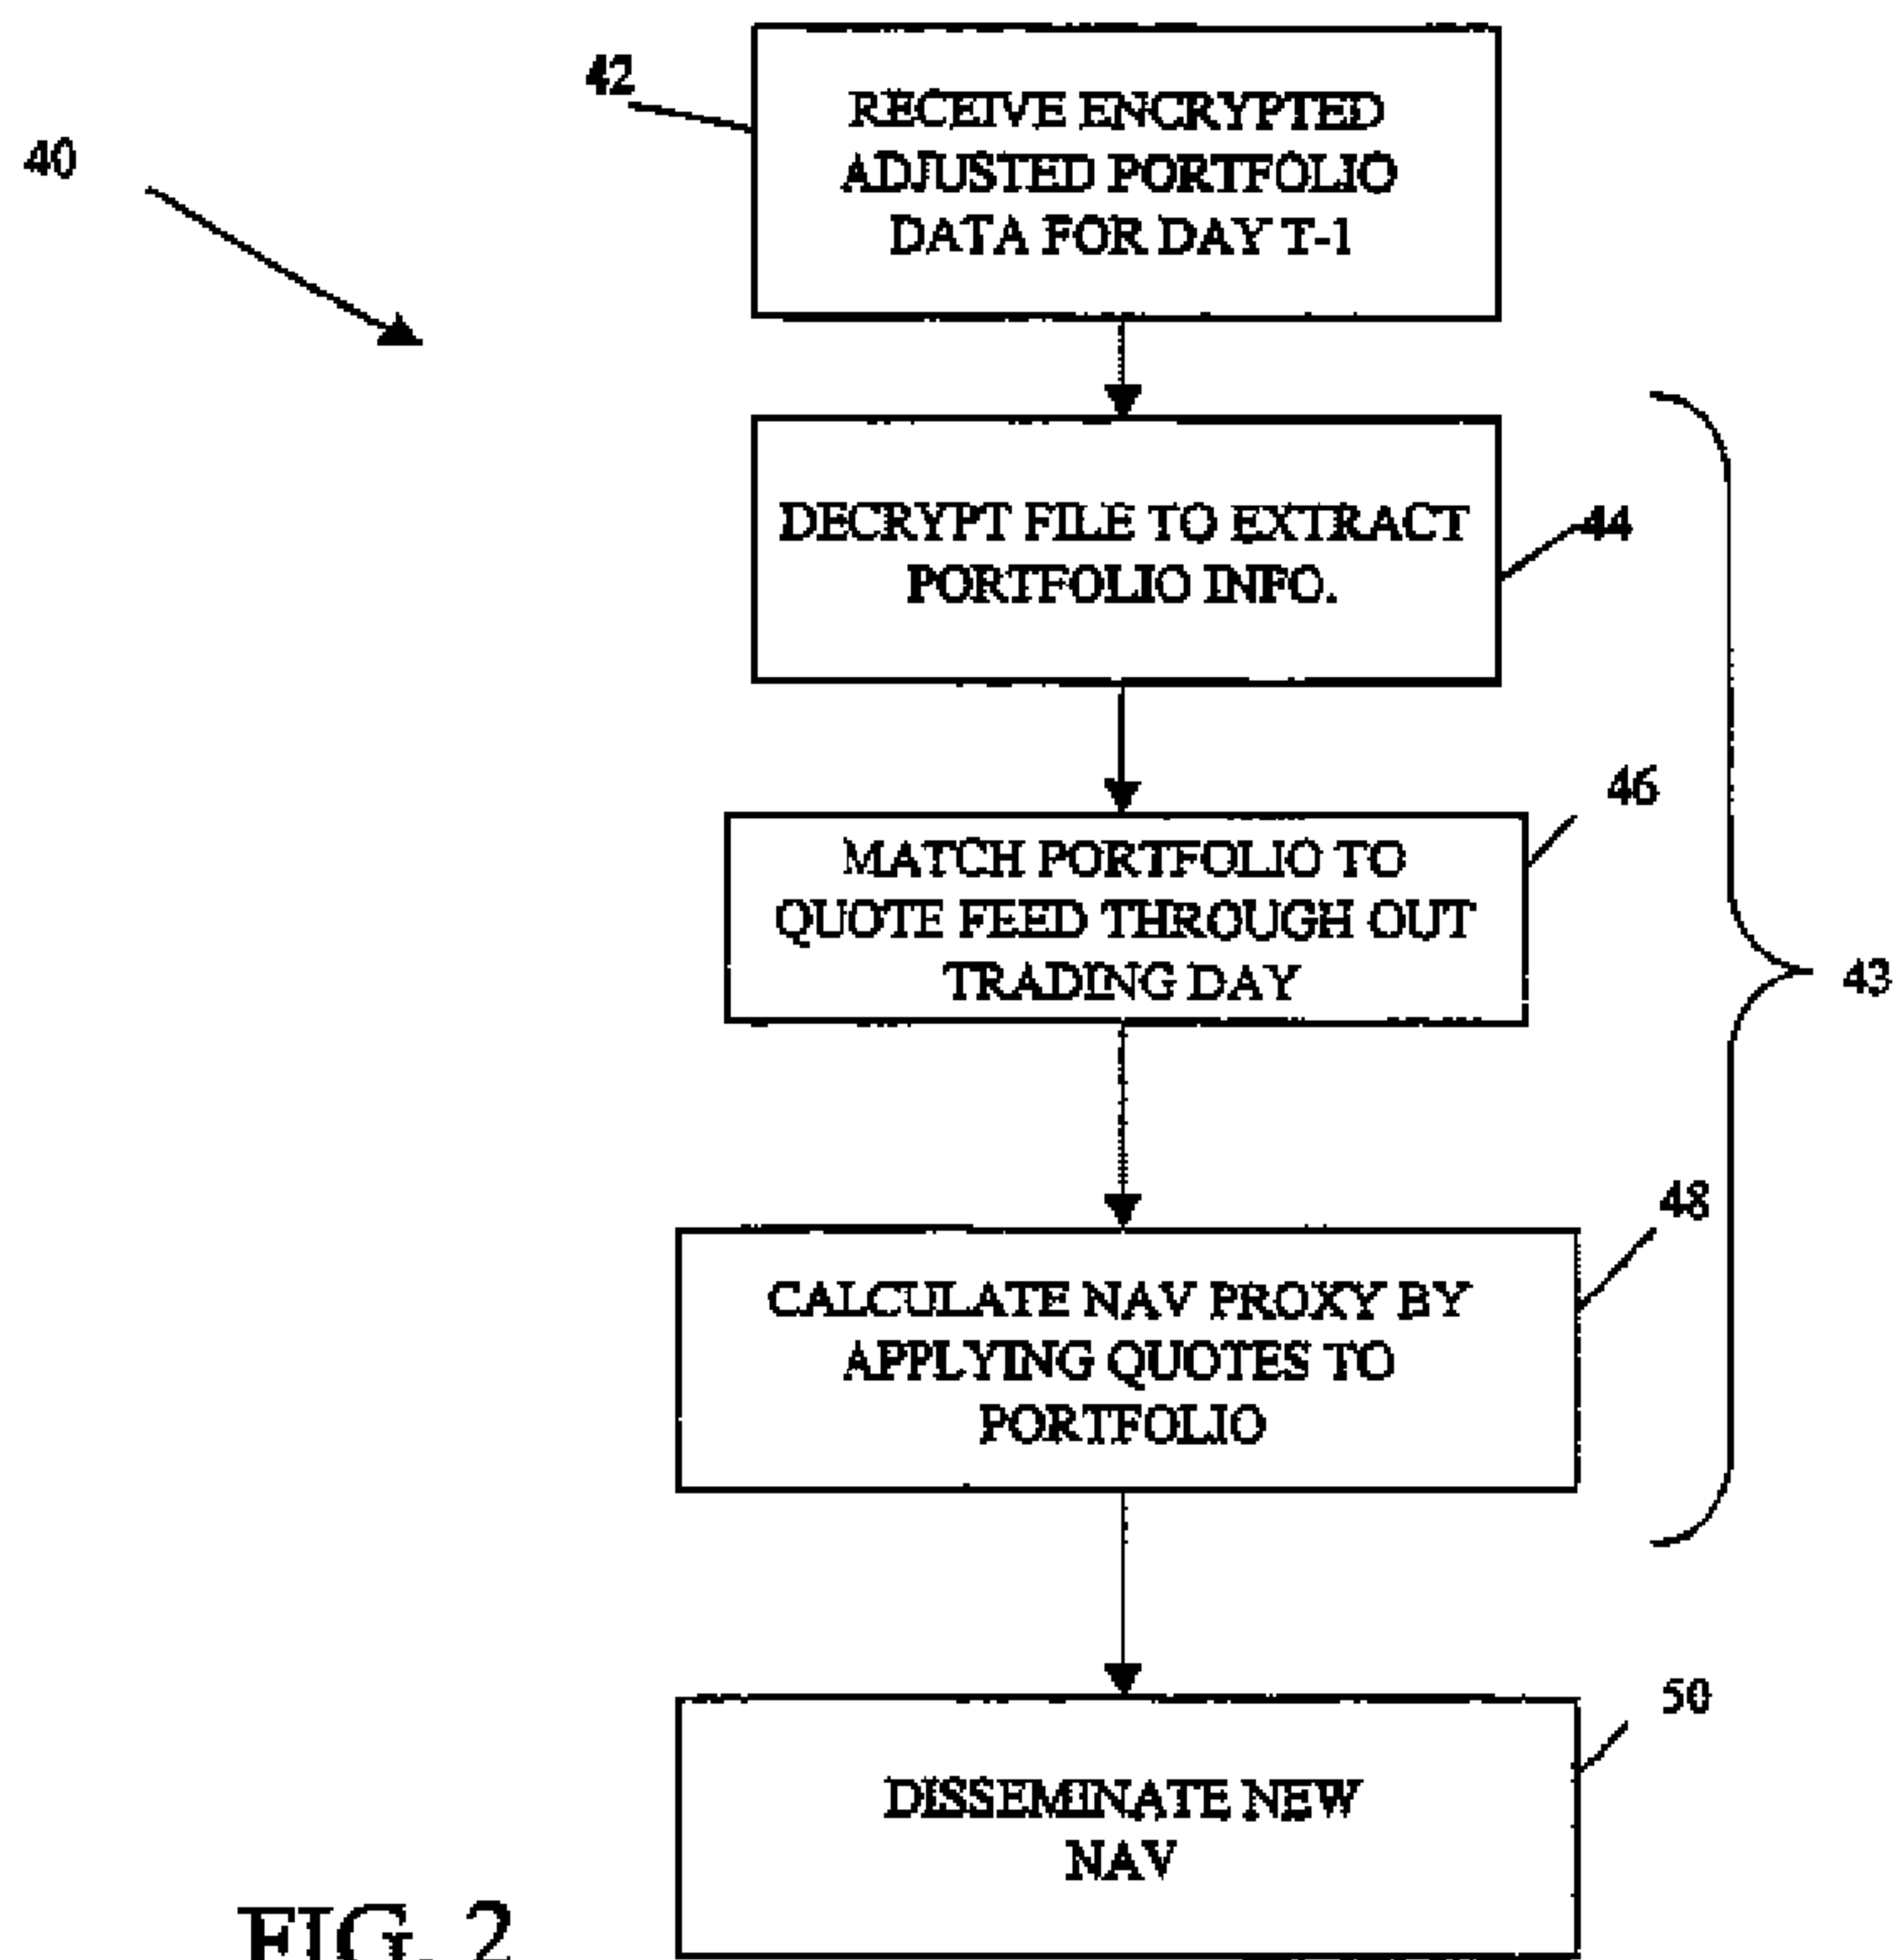 42
RECEIVE ENCRYPTED
ADJUSTED PORTFOLIO
DATA FOR DAY T-1
40
DECRYPT FILE TO EXTRACT
PORTFOLIO INFO.
44
46
MATCH PORTFOLIO TO
QUOTE FEED THROUGH OUT
TRADING DAY
43
48
CALCULATE NAV PROXY BY
APPLYING QUOTES TO
PORTFOLIO
50
DISSEMINATE NEW
NAV
FIG. 2